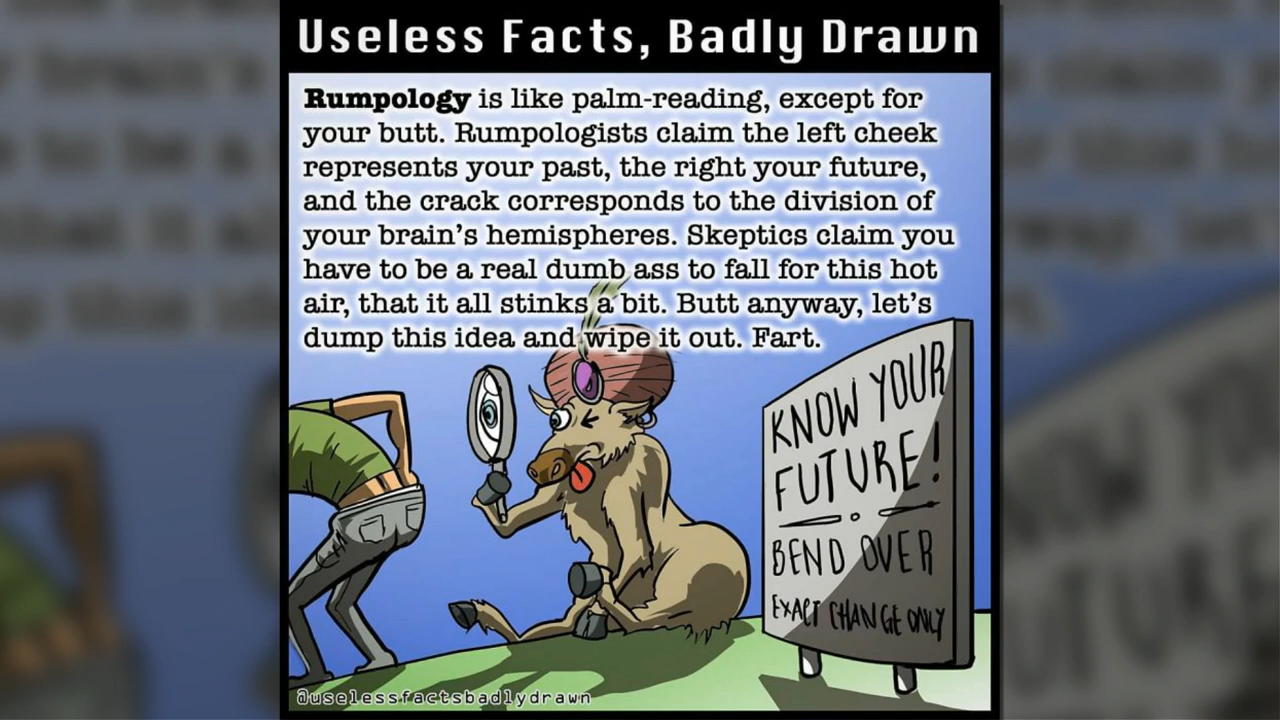 Useless Facts, Badly Drawn
Rumpology is like palm-reading, except for
your butt. Rumpologists claim the left cheek
represents your past, the right your future,
and the crack corresponds to the division of
your brain's hemispheres. Skeptics claim you
have to be a real dumb ass to fall for this hot
air, that it all stinks a bit. Butt anyway, let's
dump this idea and wipe it out. Fart.
KNOW YOUR
FUTURE!
BEND OVER
EXACT CHANGE ONLY
@uselessfactsbadlydrawn